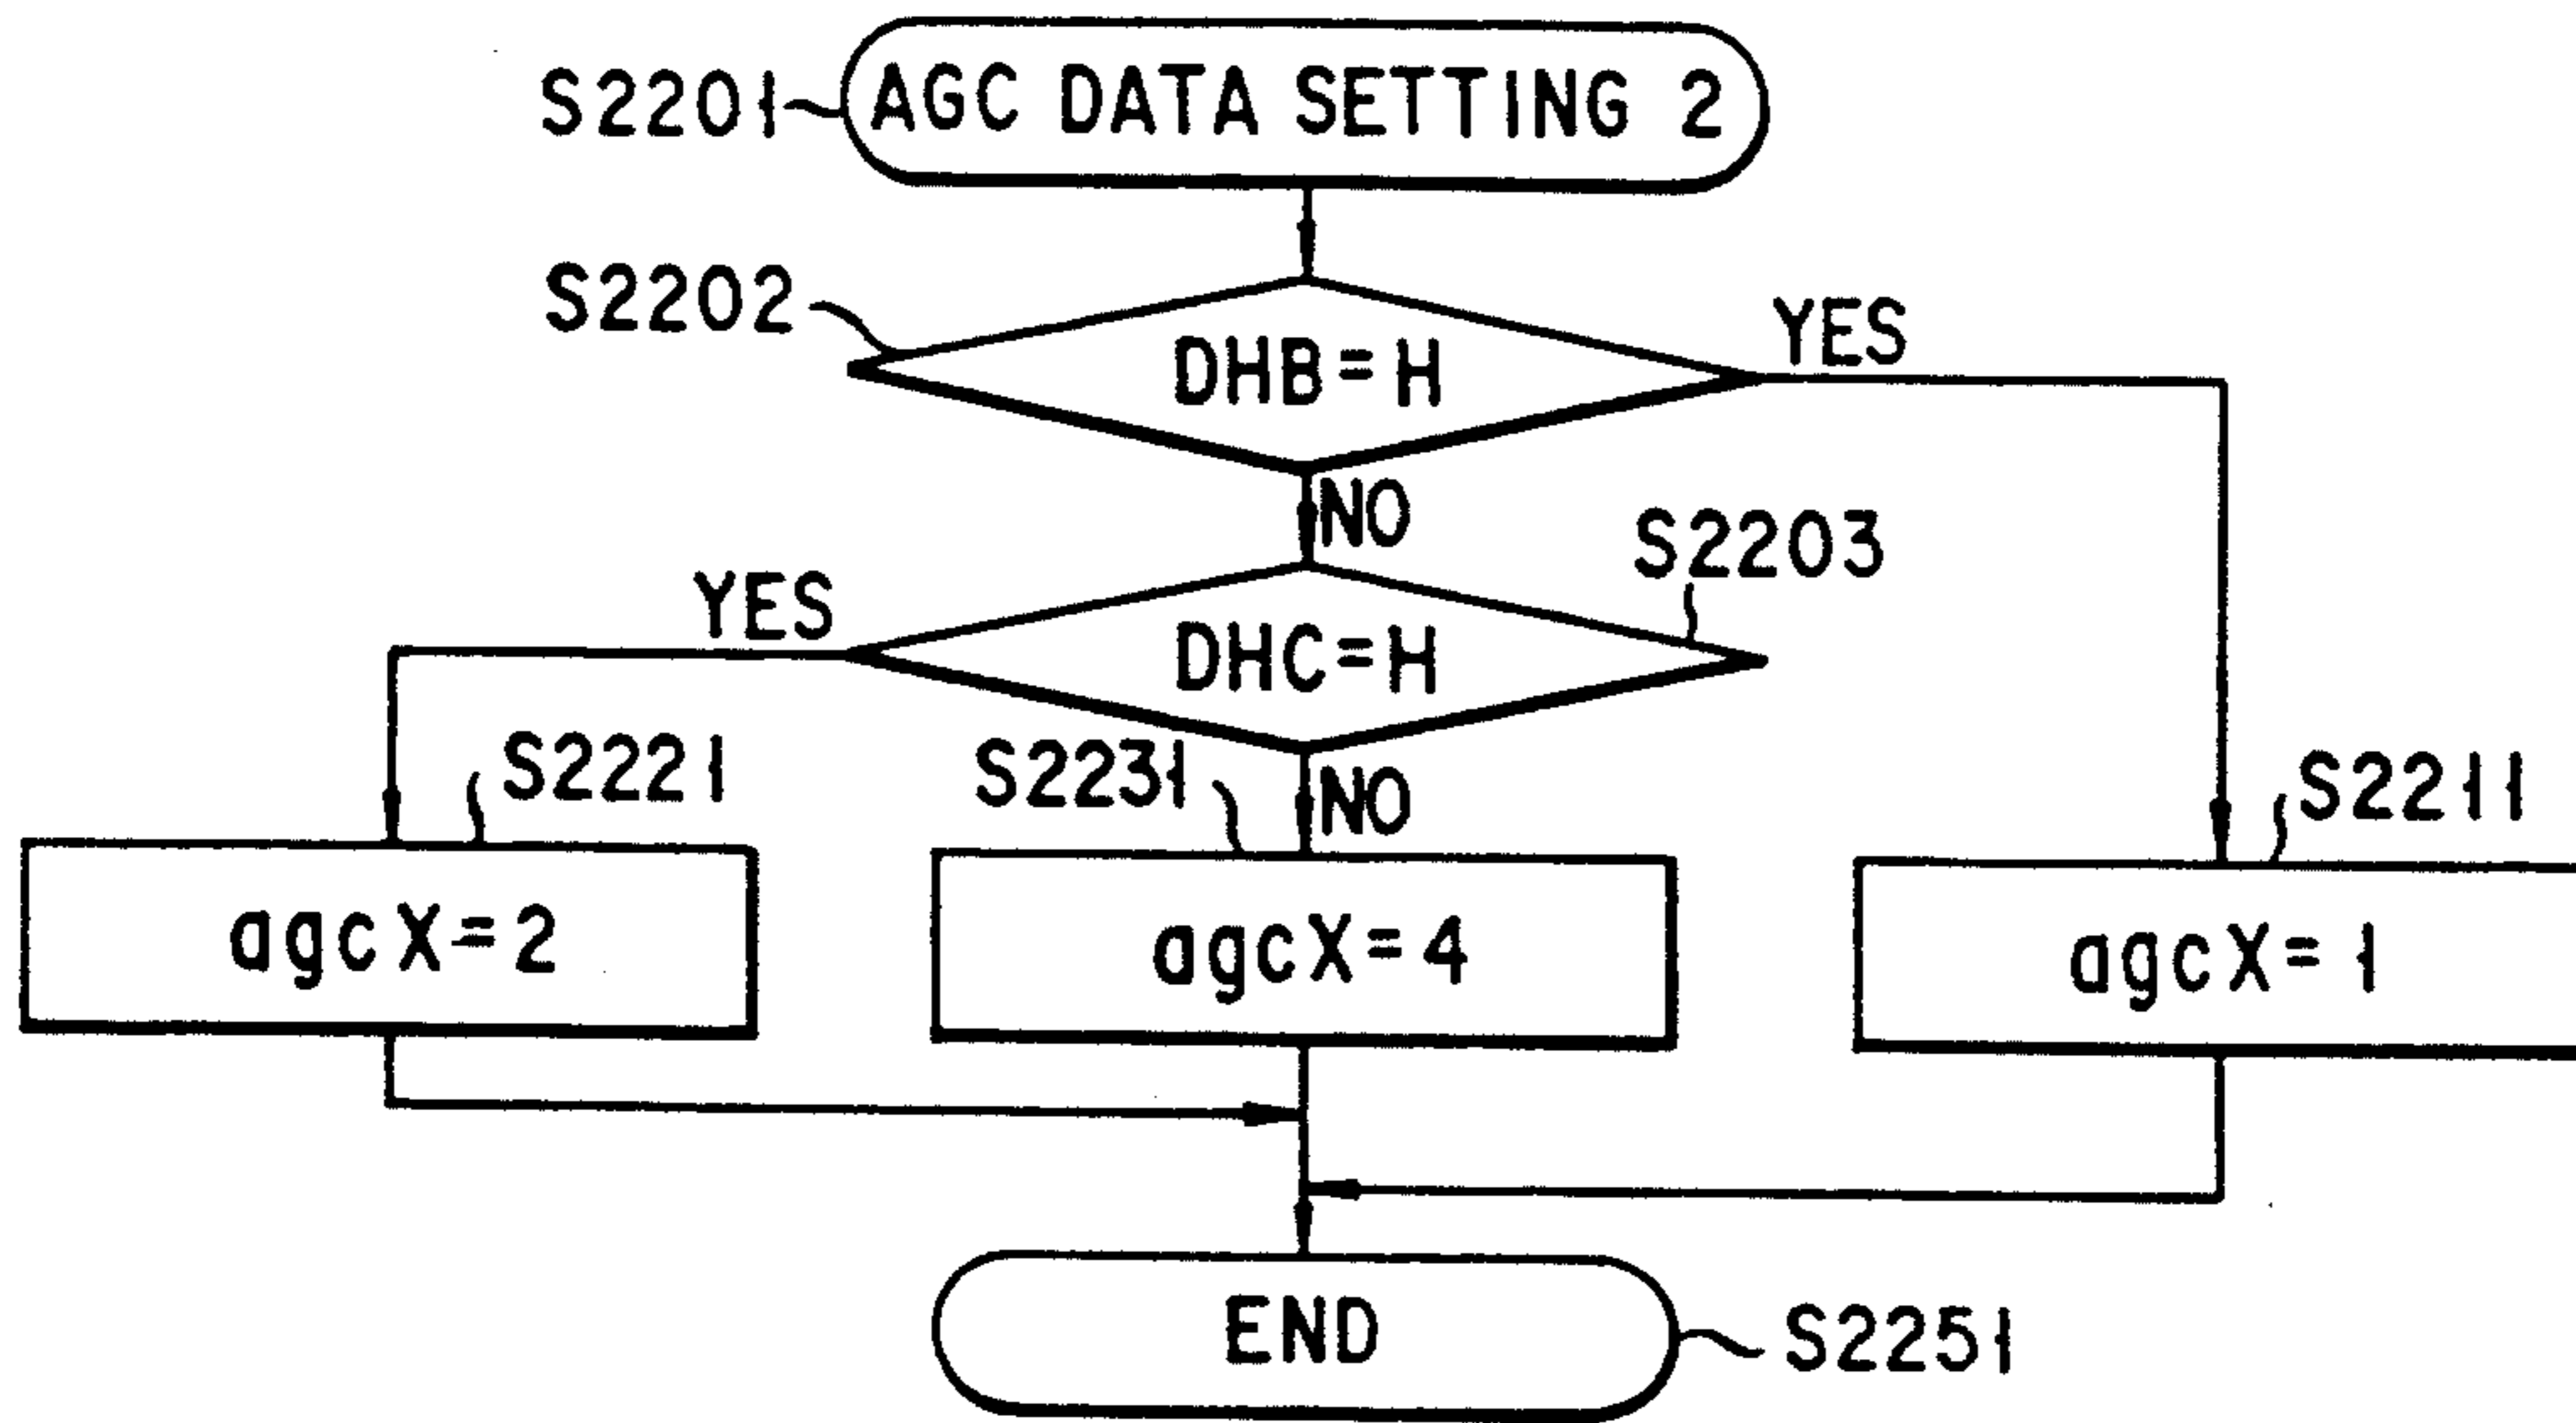 S2201
AGC DATA SETTING 2
S2202
DHB=H
YES
NO
S2203
YES
DHC=H
NO
S2221
S2231
S2211
agcX=2
agcX=4
agcX=1
END
S2251